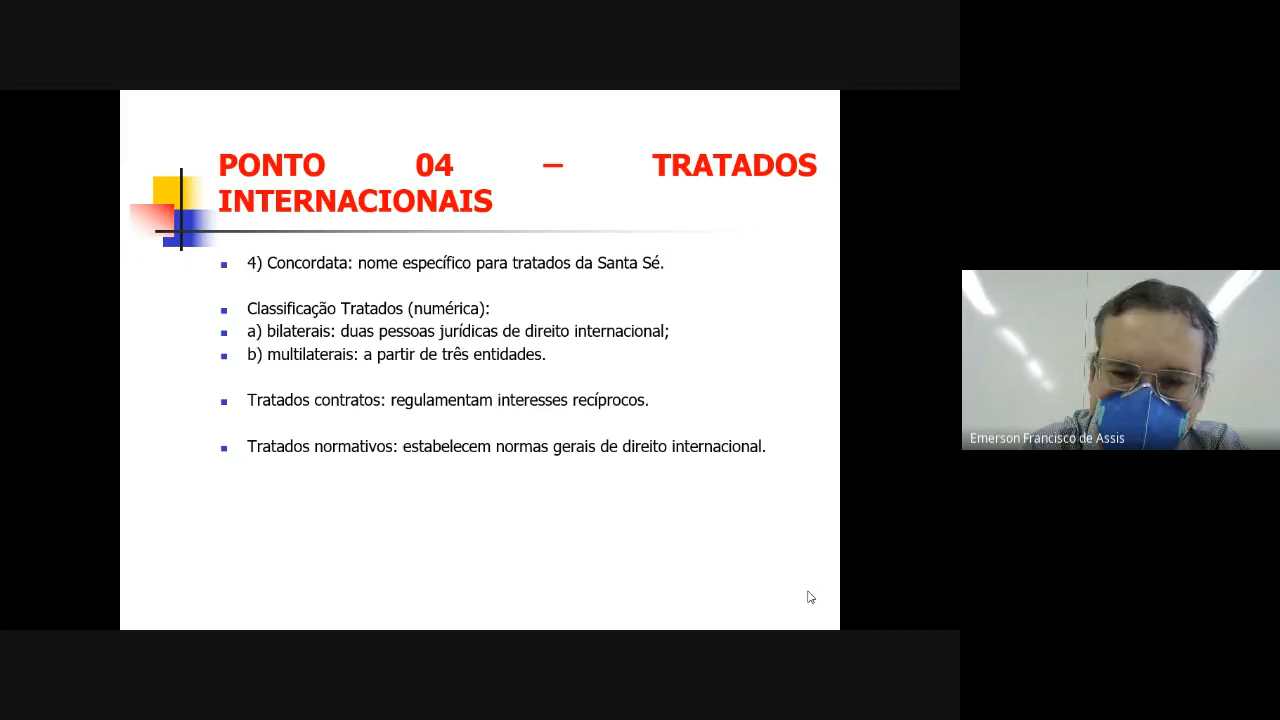 PONTO 04 – TRATADOS
INTERNACIONAIS
4) Concordata: nome específico para tratados da Santa Sé.
Classificação Tratados (numérica):
a) bilaterais: duas pessoas jurídicas de direito internacional;
b) multilaterais: a partir de três entidades.
Tratados contratos: regulamentam interesses recíprocos.
Tratados normativos: estabelecem normas gerais de direito internacional.
Emerson Francisco de Assis